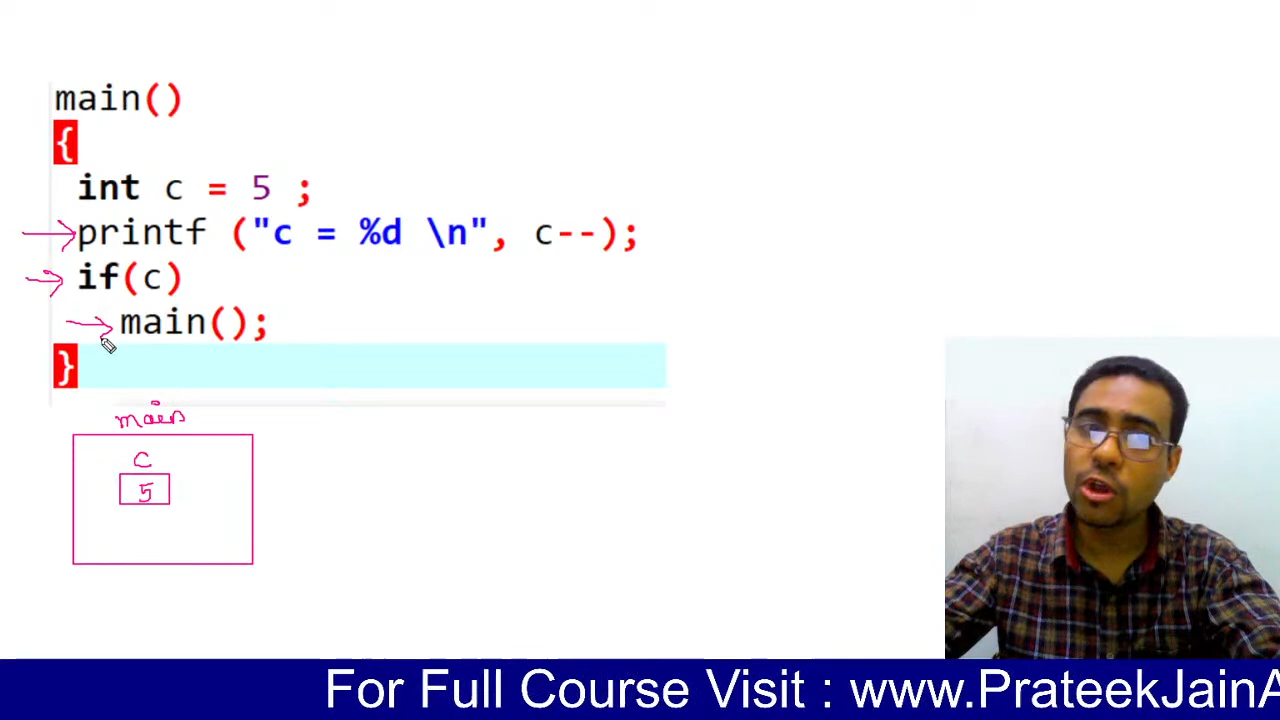 main()
{
int c = 5 ;
printf ("c = %d \n", c--);
if(c)
main();
}
main
c
5
For Full Course Visit : www.PrateekJainA